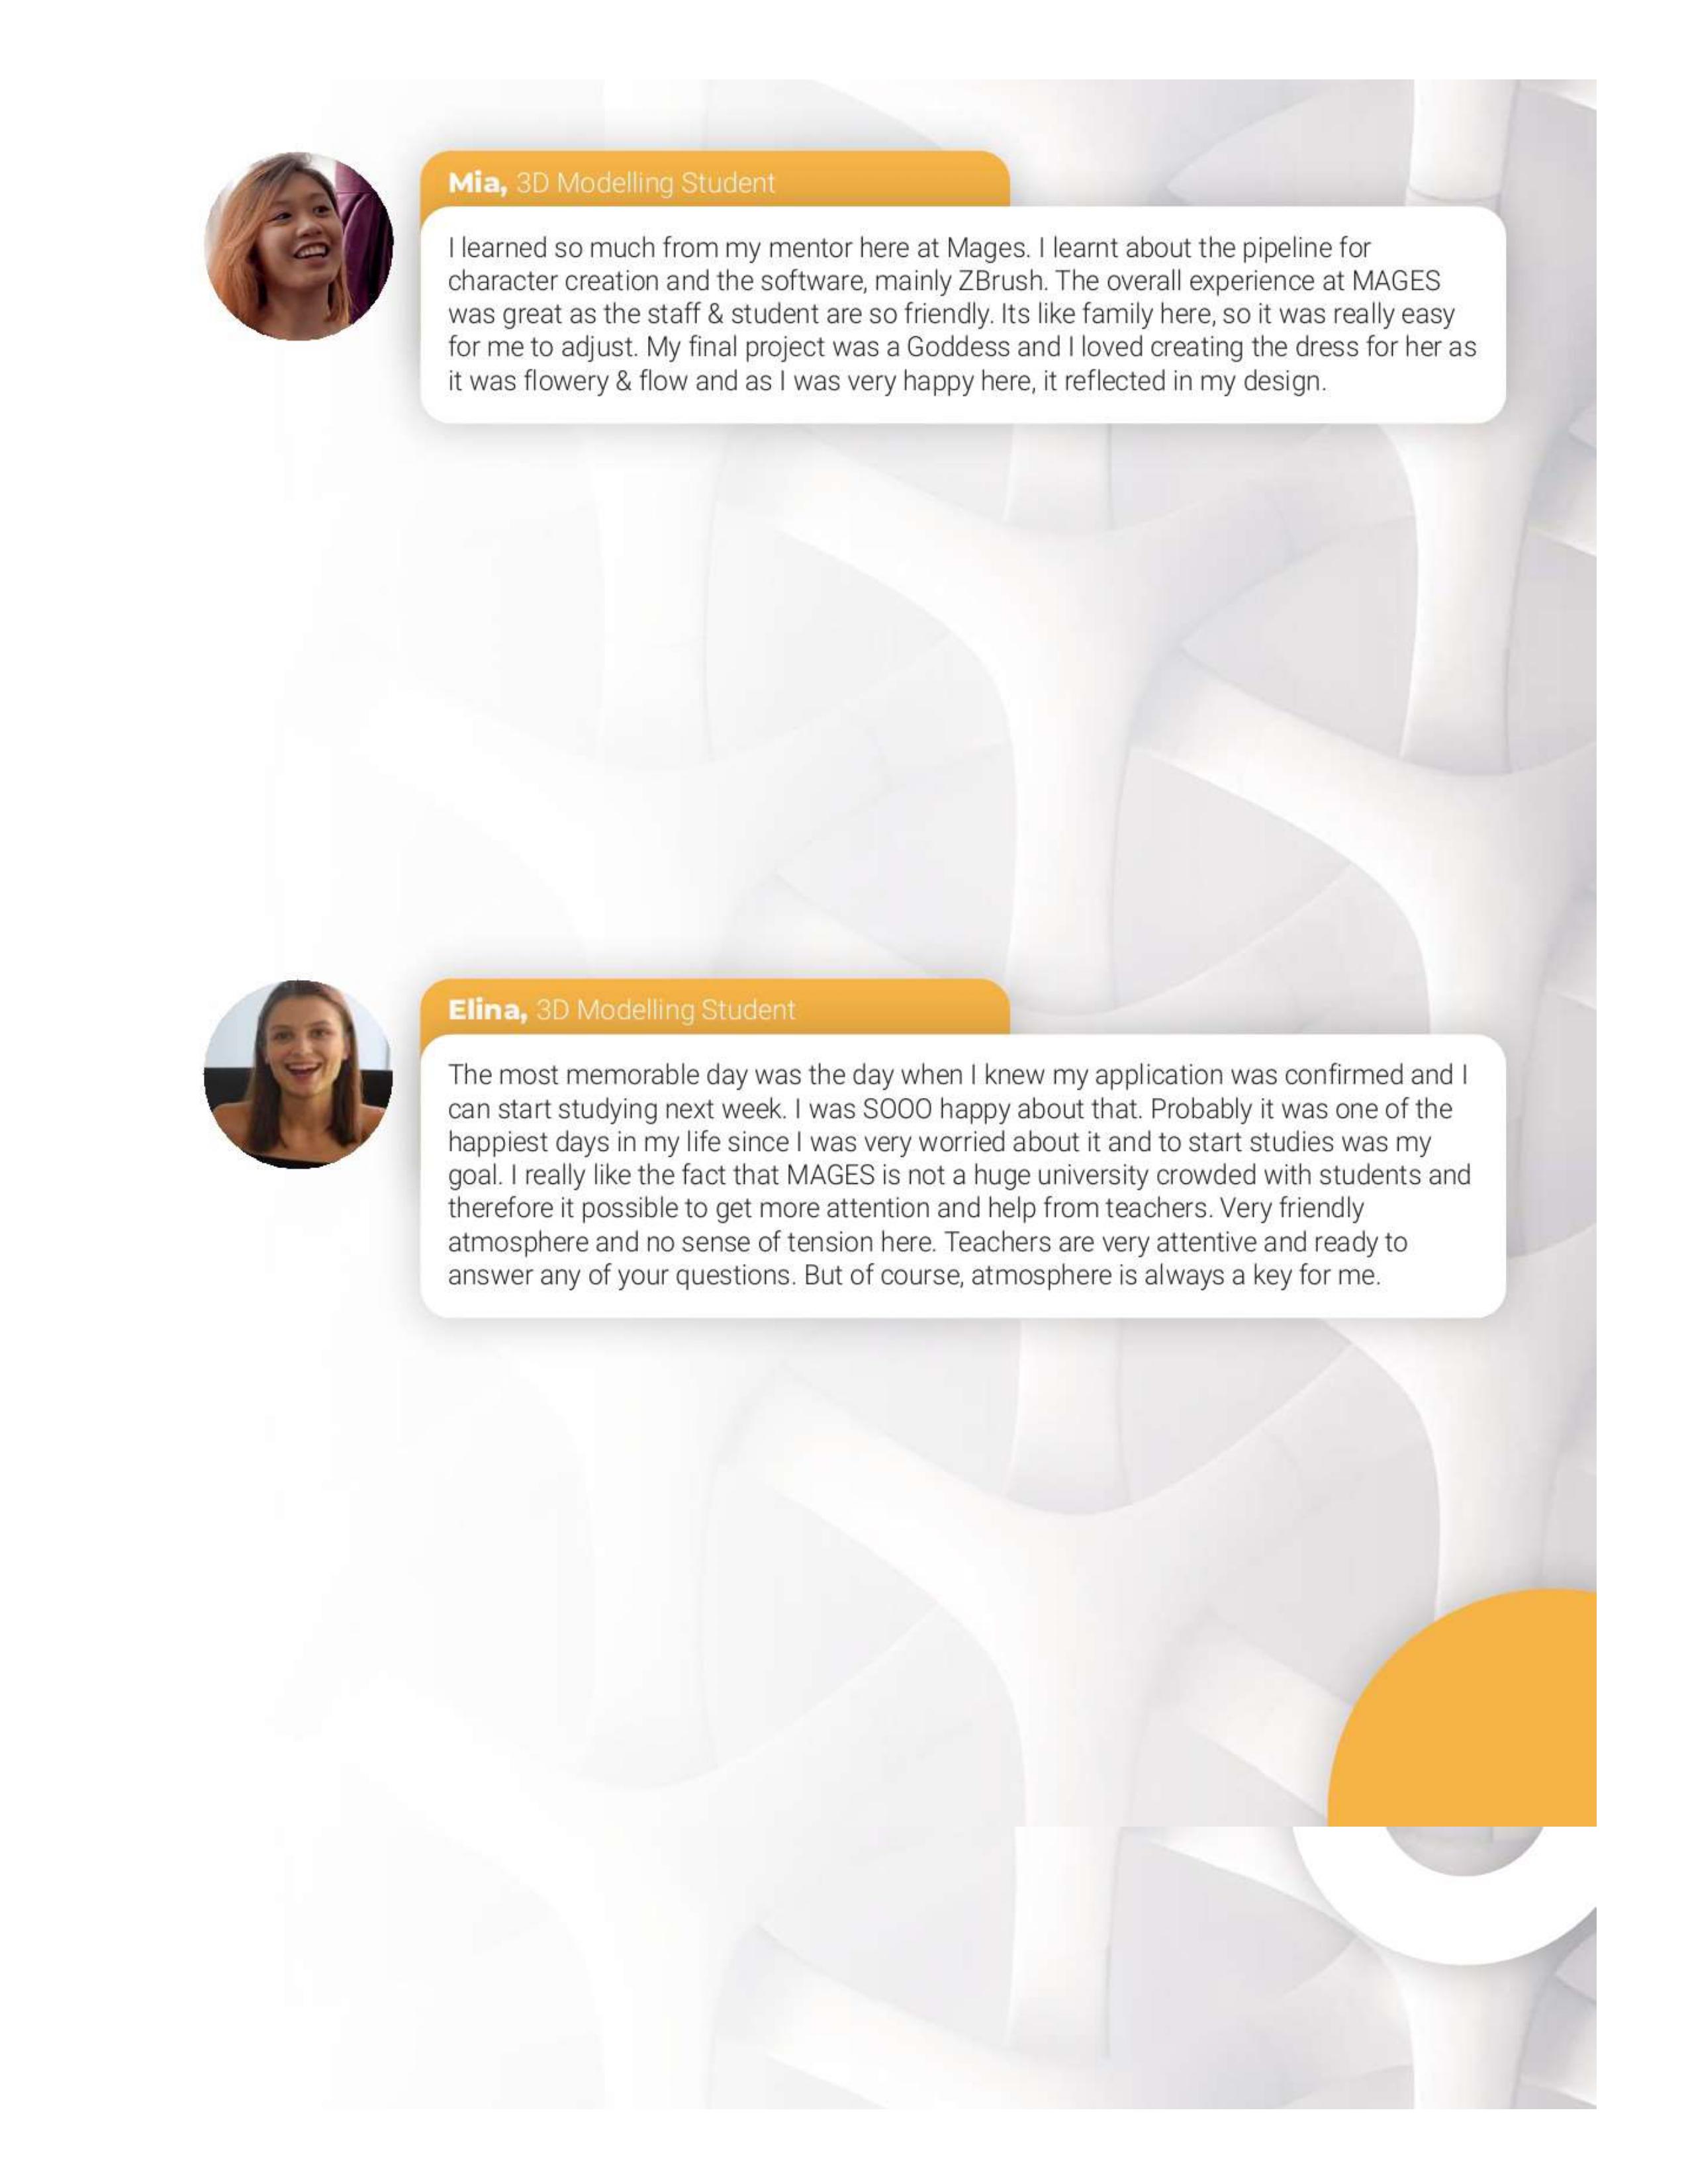 Mia, 3D Modelling Student
I learned so much from my mentor here at Mages. I learnt about the pipeline for
character creation and the software, mainly ZBrush. The overall experience at MAGES
was great as the staff & student are so friendly. Its like family here, so it was really easy
for me to adjust. My final project was a Goddess and I loved creating the dress for her as
it was flowery & flow and as I was very happy here, it reflected in my design.
Elina, 3D Modelling Student
The most memorable day was the day when I knew my application was confirmed and I
can start studying next week. I was SOOO happy about that. Probably it was one of the
happiest days in my life since I was very worried about it and to start studies was my
goal. I really like the fact that MAGES is not a huge university crowded with students and
therefore it possible to get more attention and help from teachers. Very friendly
atmosphere and no sense of tension here. Teachers are very attentive and ready to
answer any of your questions. But of course, atmosphere is always a key for me.